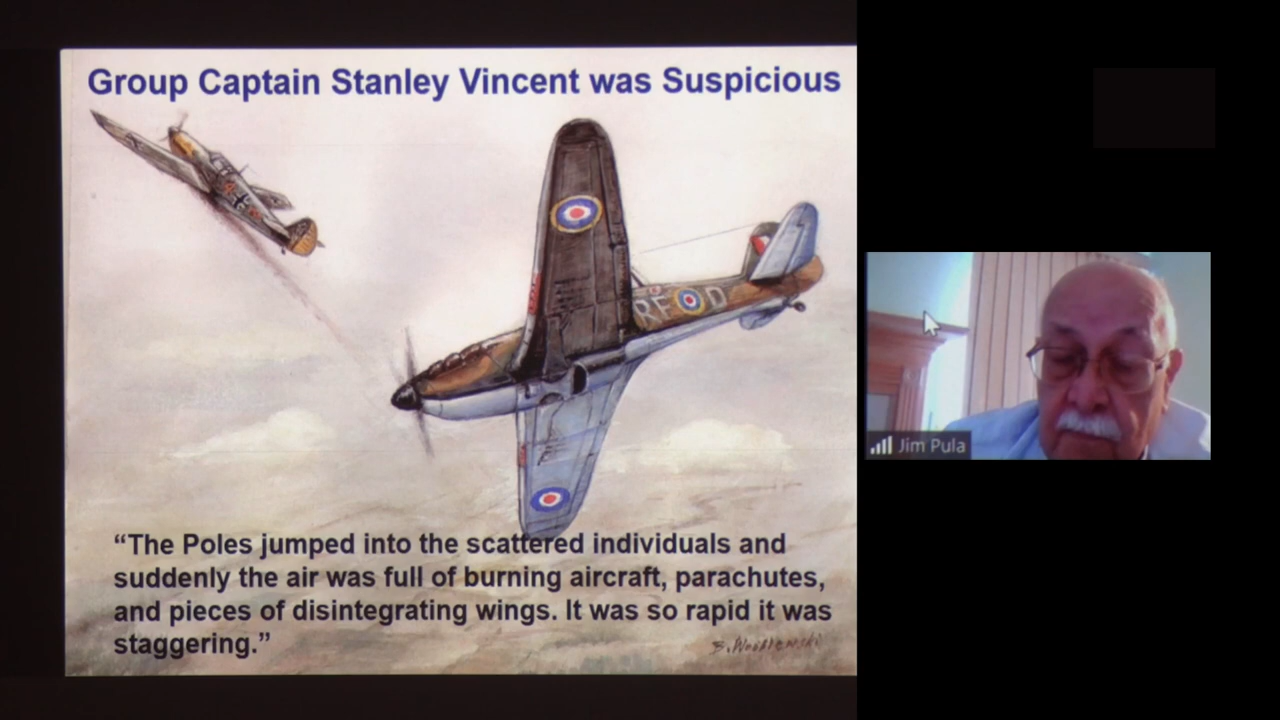 Group Captain Stanley Vincent was Suspicious
RF D
“The Poles jumped into the scattered individuals and
suddenly the air was full of burning aircraft, parachutes,
and pieces of disintegrating wings. It was so rapid it was
staggering.”
Jim Pula